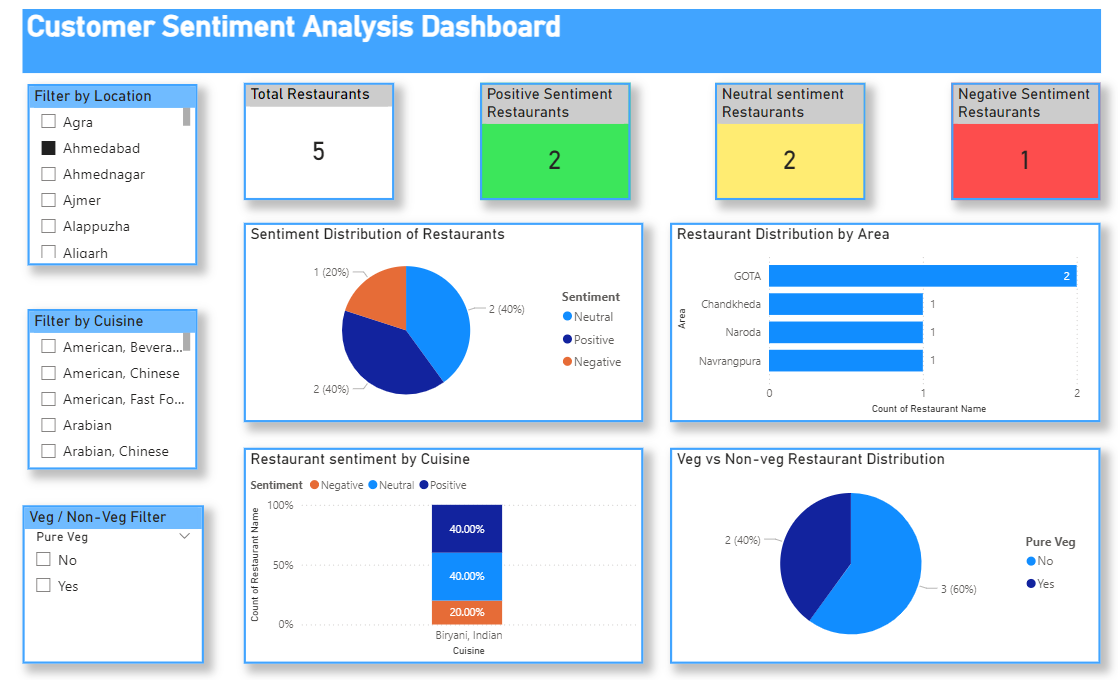 Customer Sentiment Analysis Dashboard
Filter by Location
Agra
Ahmedabad
Ahmednagar
Ajmer
Alappuzha
Aligarh
Filter by Cuisine
American, Bevera...
American, Chinese
American, Fast Fo...
Arabian
Arabian, Chinese
Veg / Non-Veg Filter
Pure Veg
No
Yes
Total Restaurants
5
Positive Sentiment
Restaurants
2
Neutral sentiment
Restaurants
2
Negative Sentiment
Restaurants
1
Sentiment Distribution of Restaurants
1 (20%)
2 (40%)
2 (40%)
Sentiment
Neutral
Positive
Negative
Restaurant Distribution by Area
Area
GOTA
2
Chandkheda
1
Naroda
1
Navrangpura
1
0
1
2
Count of Restaurant Name
Restaurant sentiment by Cuisine
Sentiment Negative Neutral Positive
Count of Restaurant Name
100%
50%
0%
40.00%
40.00%
20.00%
Biryani, Indian
Cuisine
Veg vs Non-veg Restaurant Distribution
2 (40%)
3 (60%)
Pure Veg
No
Yes